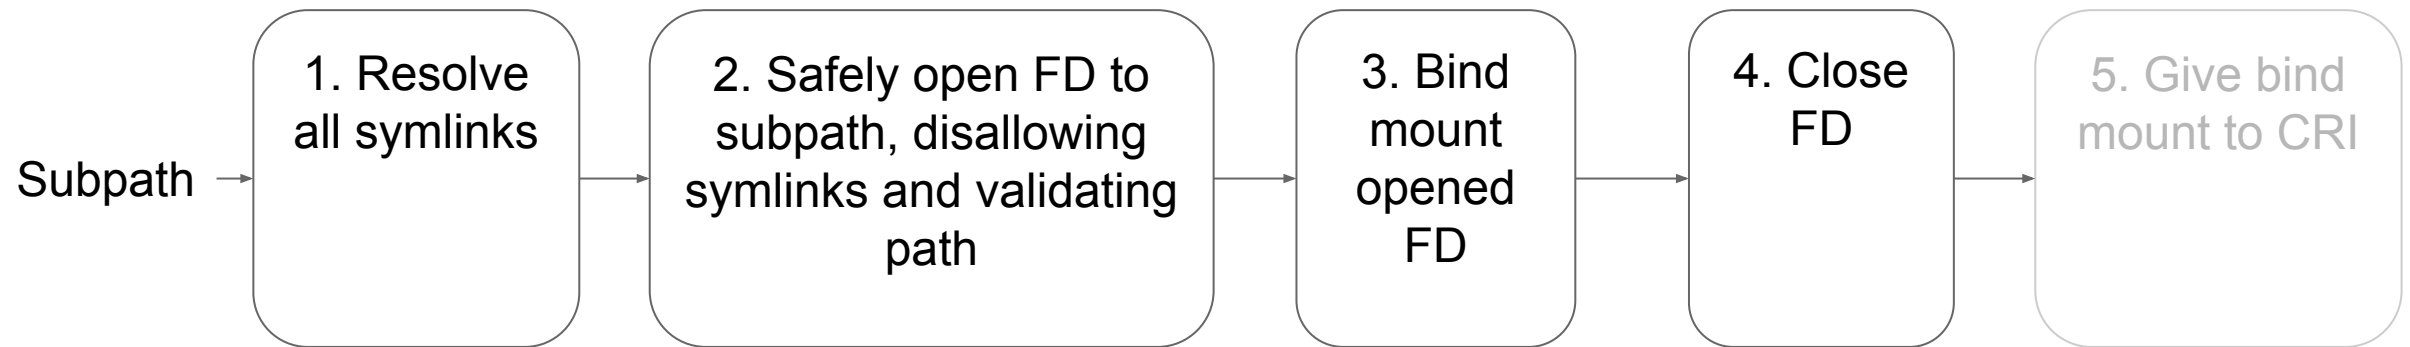 Subpath
1. Resolve
all symlinks
2. Safely open FD to
subpath, disallowing
symlinks and validating
path
3. Bind
mount
opened
FD
4. Close
FD
5. Give bind
mount to CRI